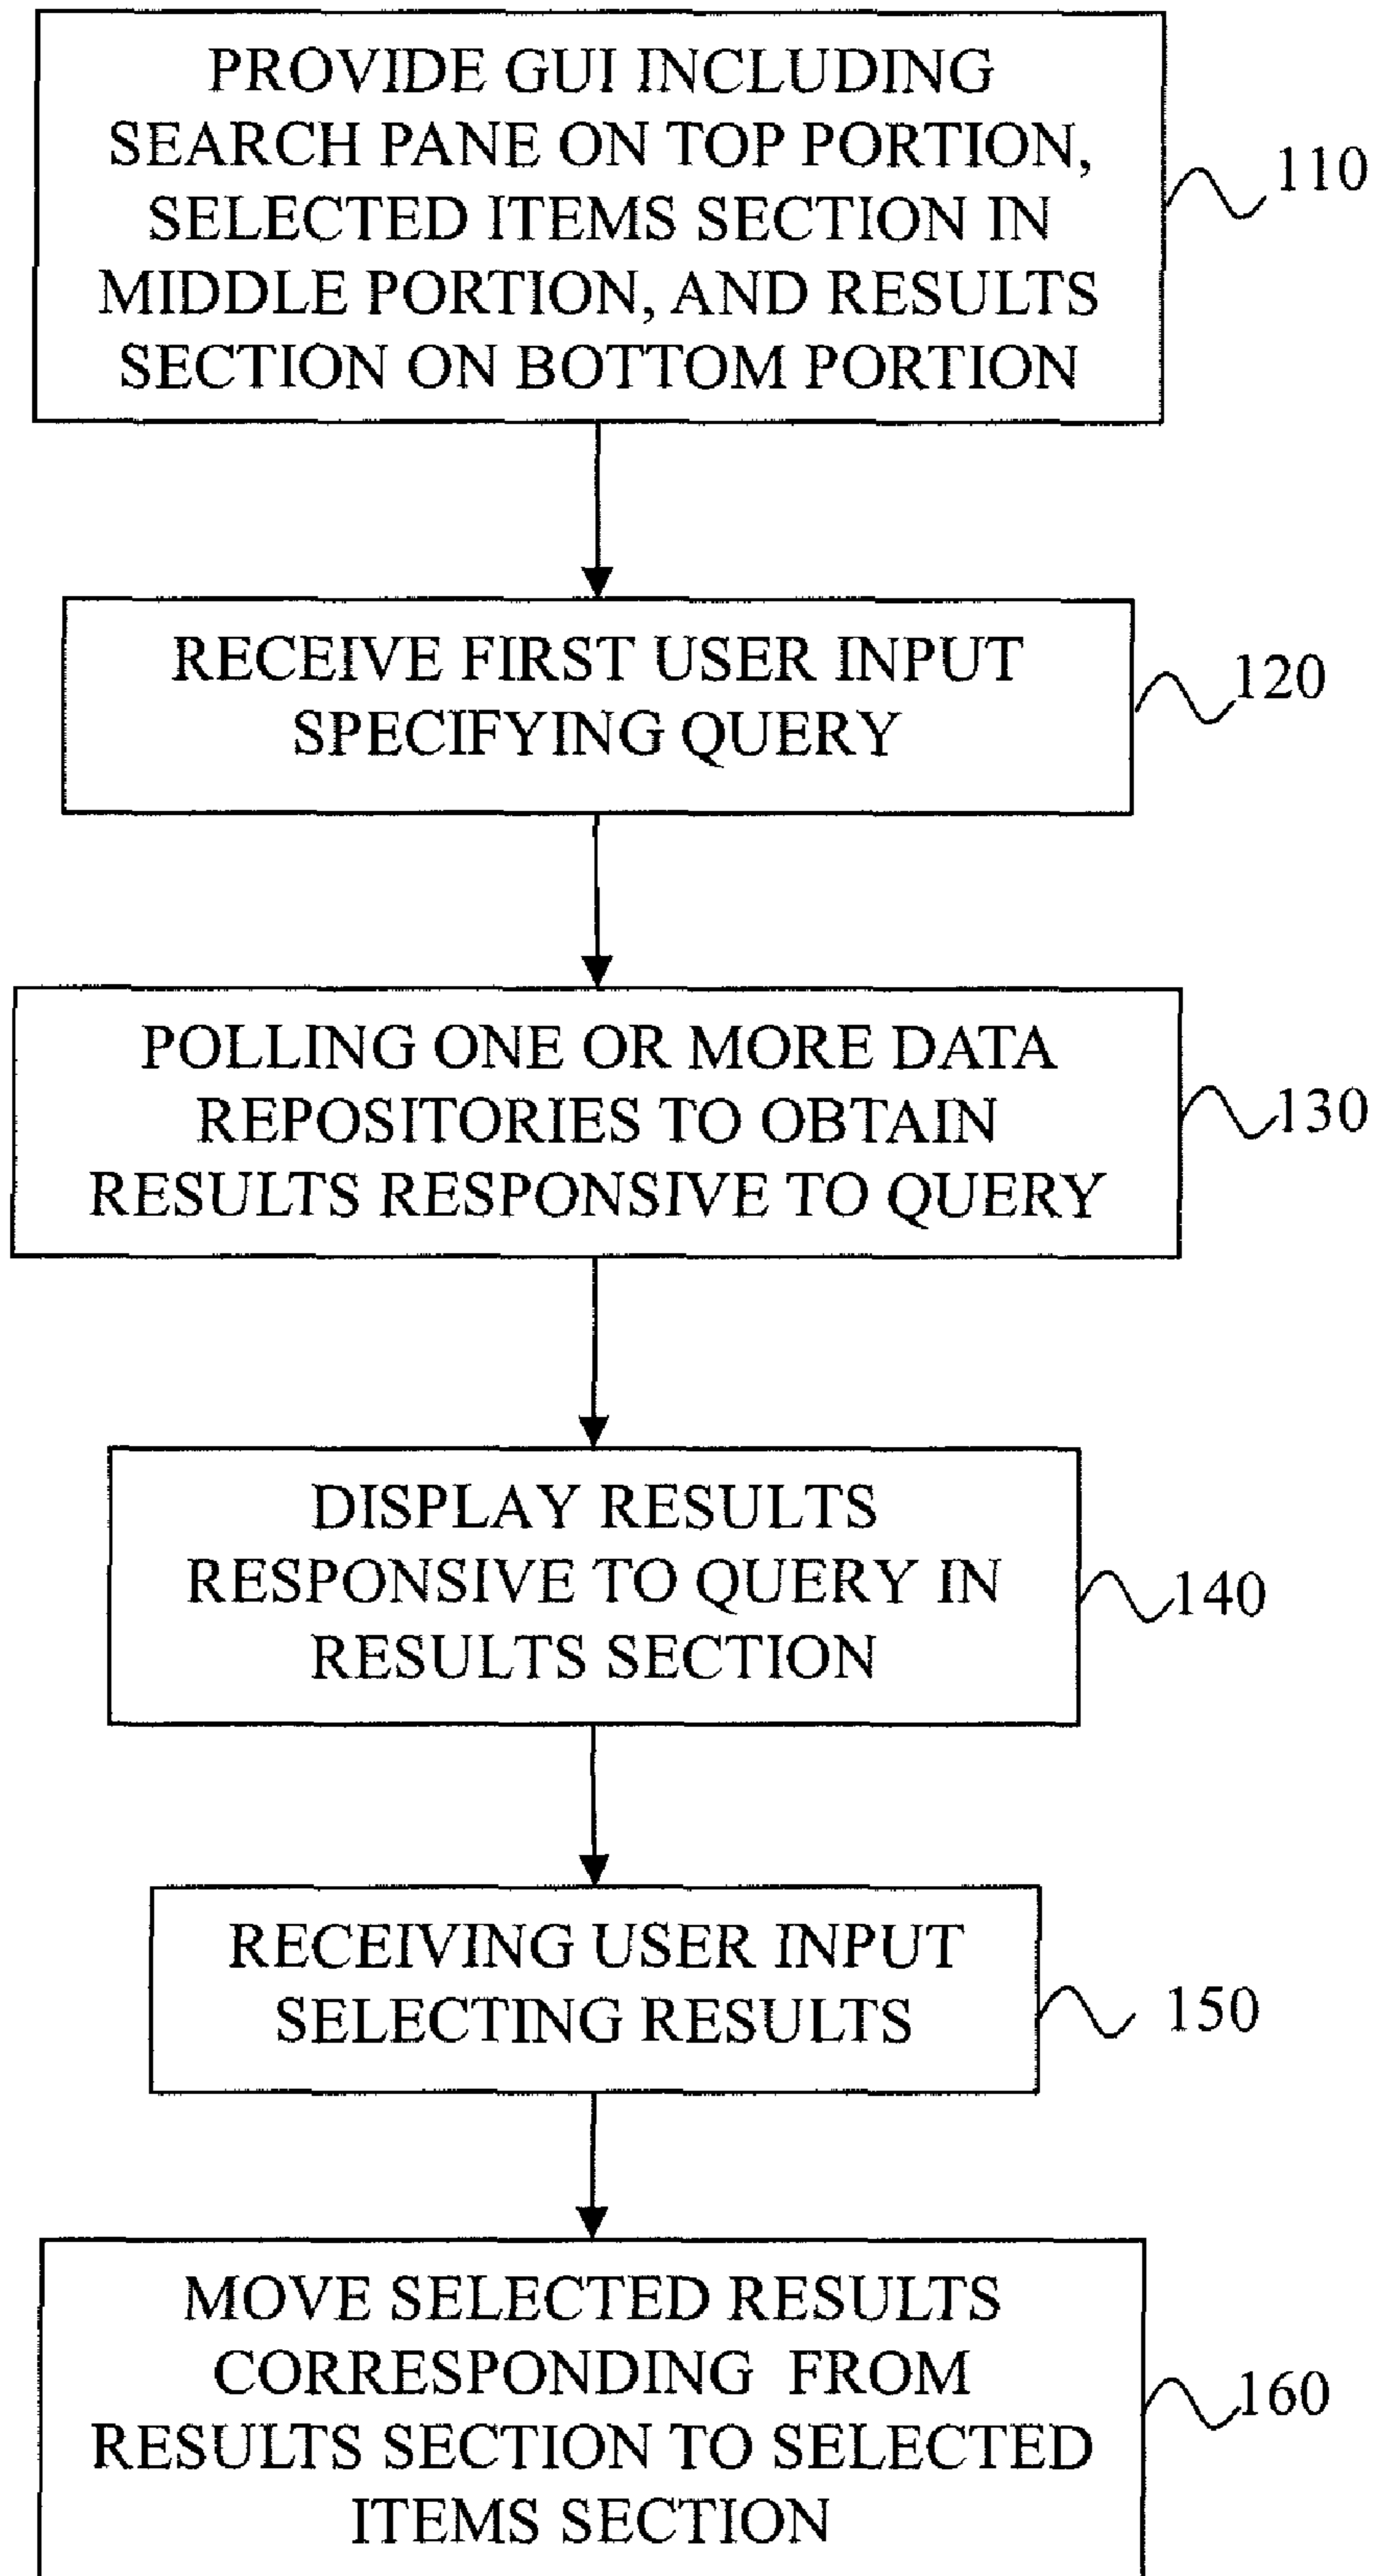 PROVIDE GUI INCLUDING
SEARCH PANE ON TOP PORTION,
SELECTED ITEMS SECTION IN
MIDDLE PORTION, AND RESULTS
SECTION ON BOTTOM PORTION
110
RECEIVE FIRST USER INPUT
SPECIFYING QUERY
120
POLLING ONE OR MORE DATA
REPOSITORIES TO OBTAIN
RESULTS RESPONSIVE TO QUERY
130
DISPLAY RESULTS
RESPONSIVE TO QUERY IN
RESULTS SECTION
140
RECEIVING USER INPUT
SELECTING RESULTS
150
MOVE SELECTED RESULTS
CORRESPONDING FROM
RESULTS SECTION TO SELECTED
ITEMS SECTION
160